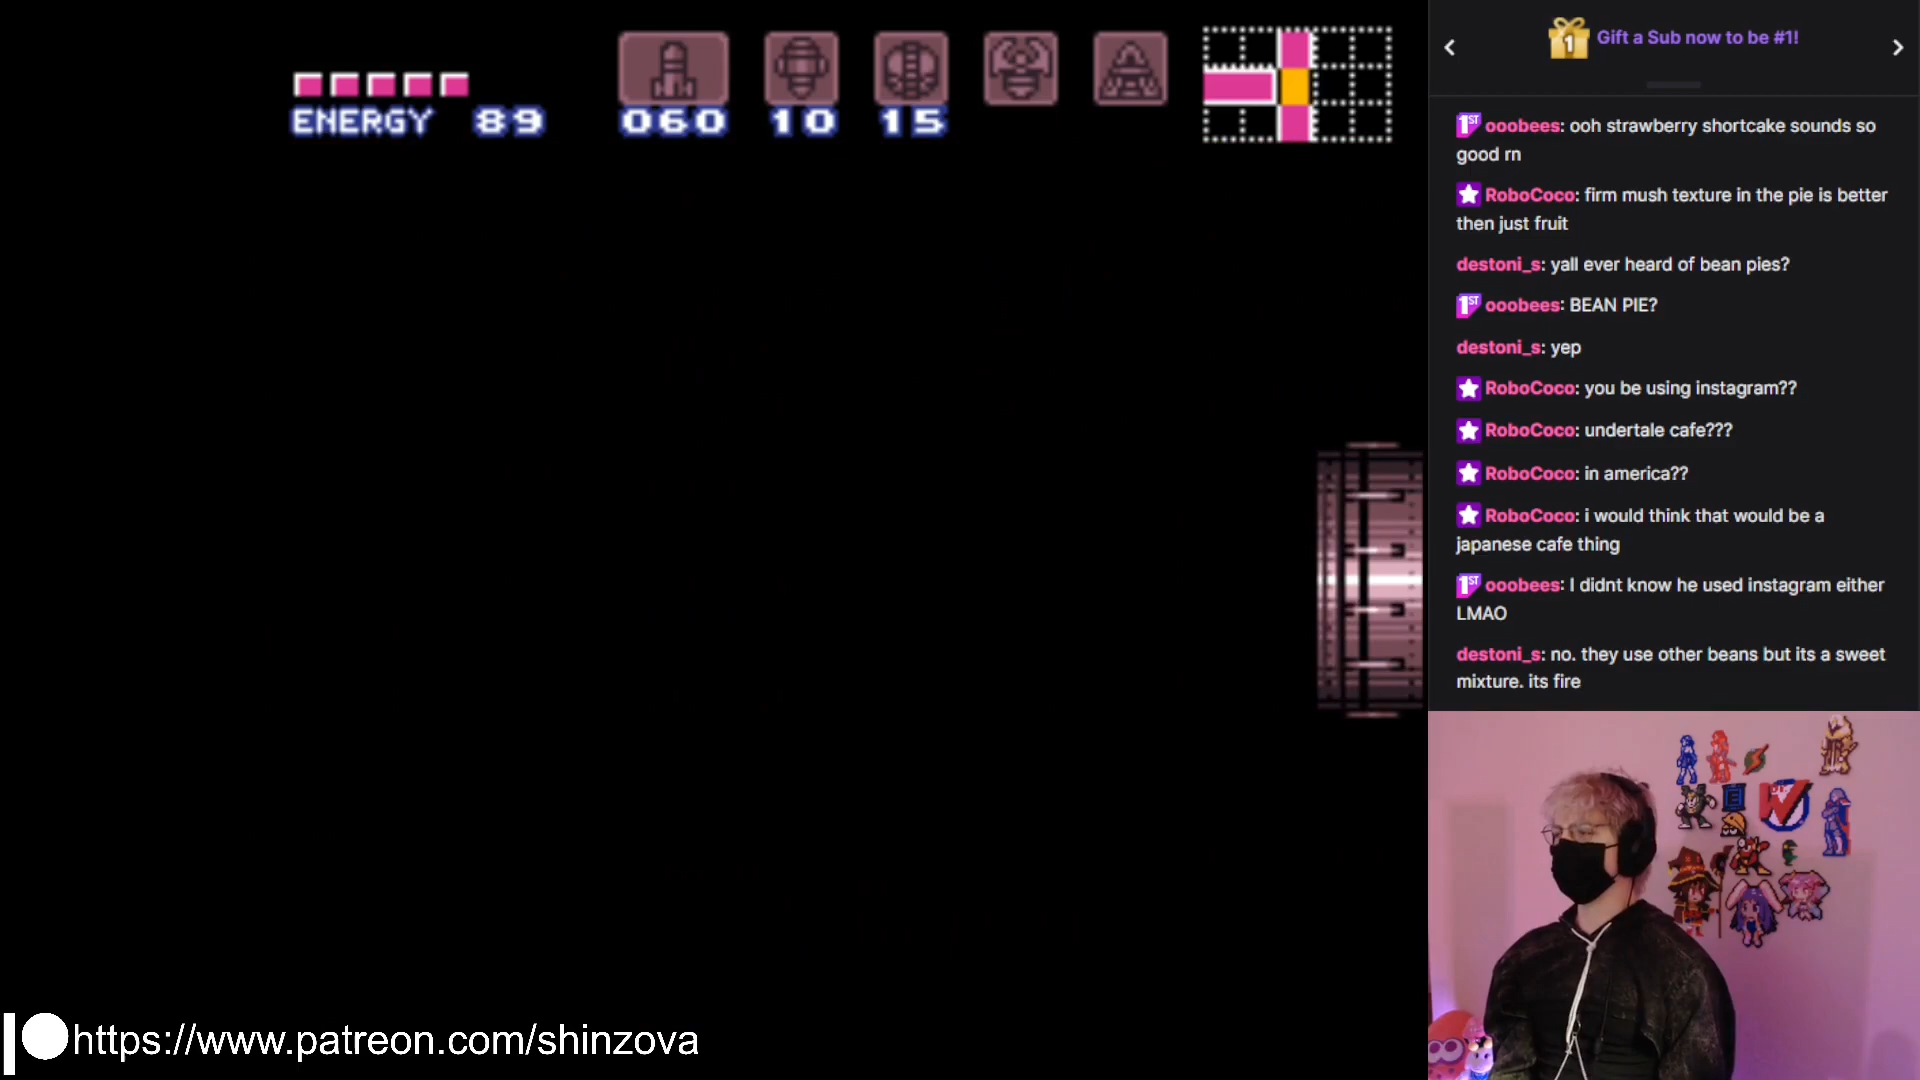 ENERGY 89
060 10 15
1 Gift a Sub now to be #1!
1ST ooobees: ooh strawberry shortcake sounds so
good rn
RoboCoco: firm mush texture in the pie is better
then just fruit
destoni_s: yall ever heard of bean pies?
1ST ooobees: BEAN PIE?
destoni_s: yep
RoboCoco: you be using instagram??
RoboCoco: undertale cafe???
RoboCoco: in america??
RoboCoco: i would think that would be a
japanese cafe thing
1ST ooobees: I didnt know he used instagram either
LMAO
destoni_s: no. they use other beans but its a sweet
mixture. its fire
https://www.patreon.com/shinzova